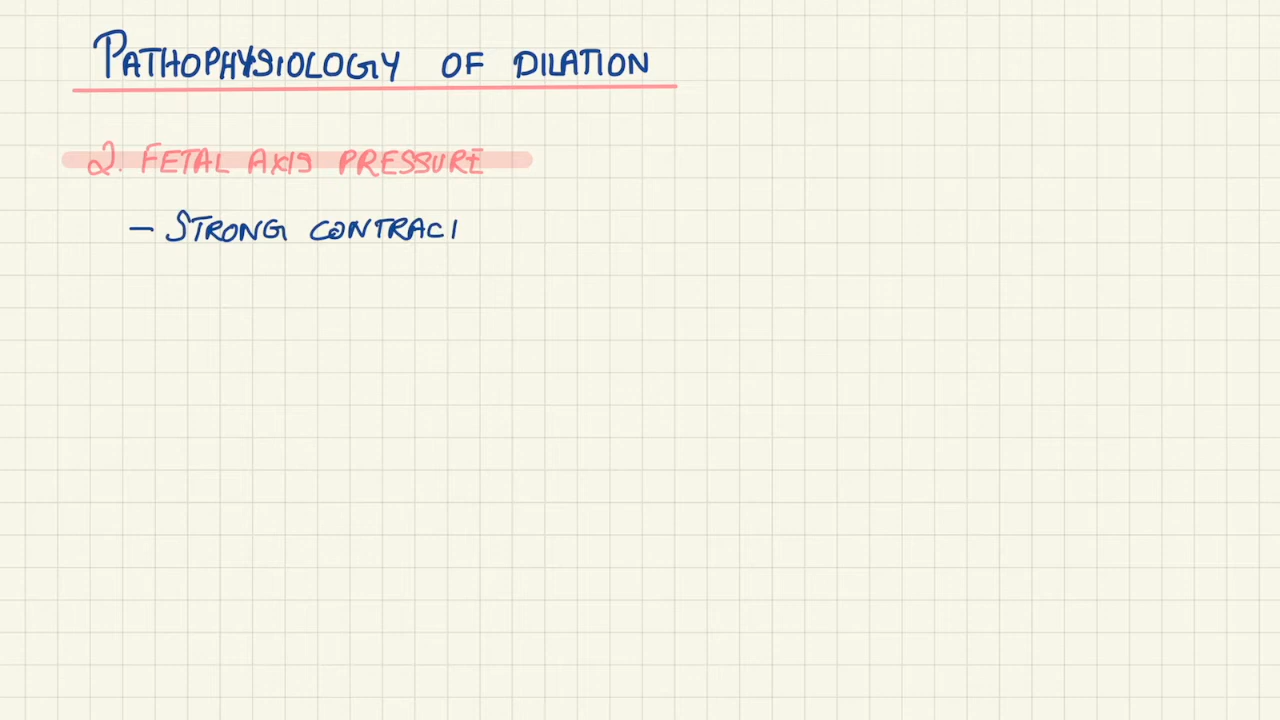 PATHOPHYSIOLOGY OF DILATION
2. FETAL AXIS PRESSURE
- STRONG CONTRACI